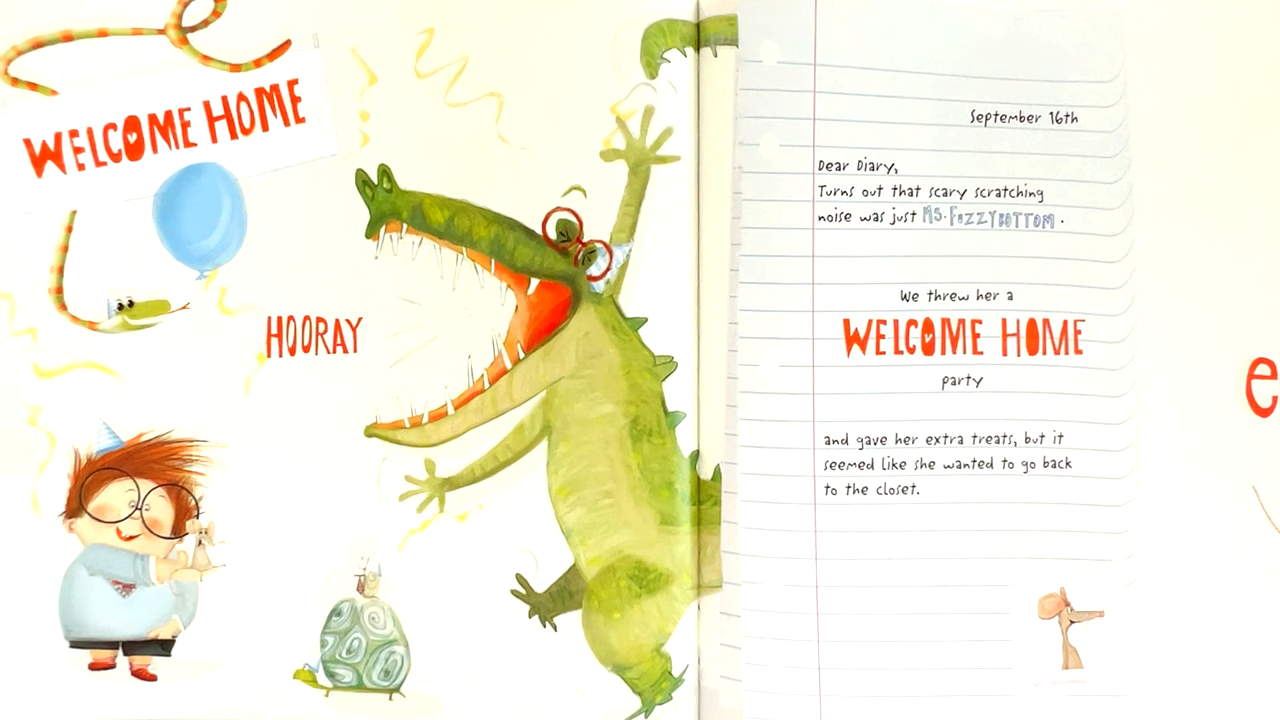 WELCOME HOME
HOORAY
September 16th
Dear Diary,
Turns out that scary scratching
noise was just MS. FUZZYBOTTOM.
We threw her a
WELCOME HOME
party
and gave her extra treats, but it
seemed like she wanted to go back
to the closet.
e